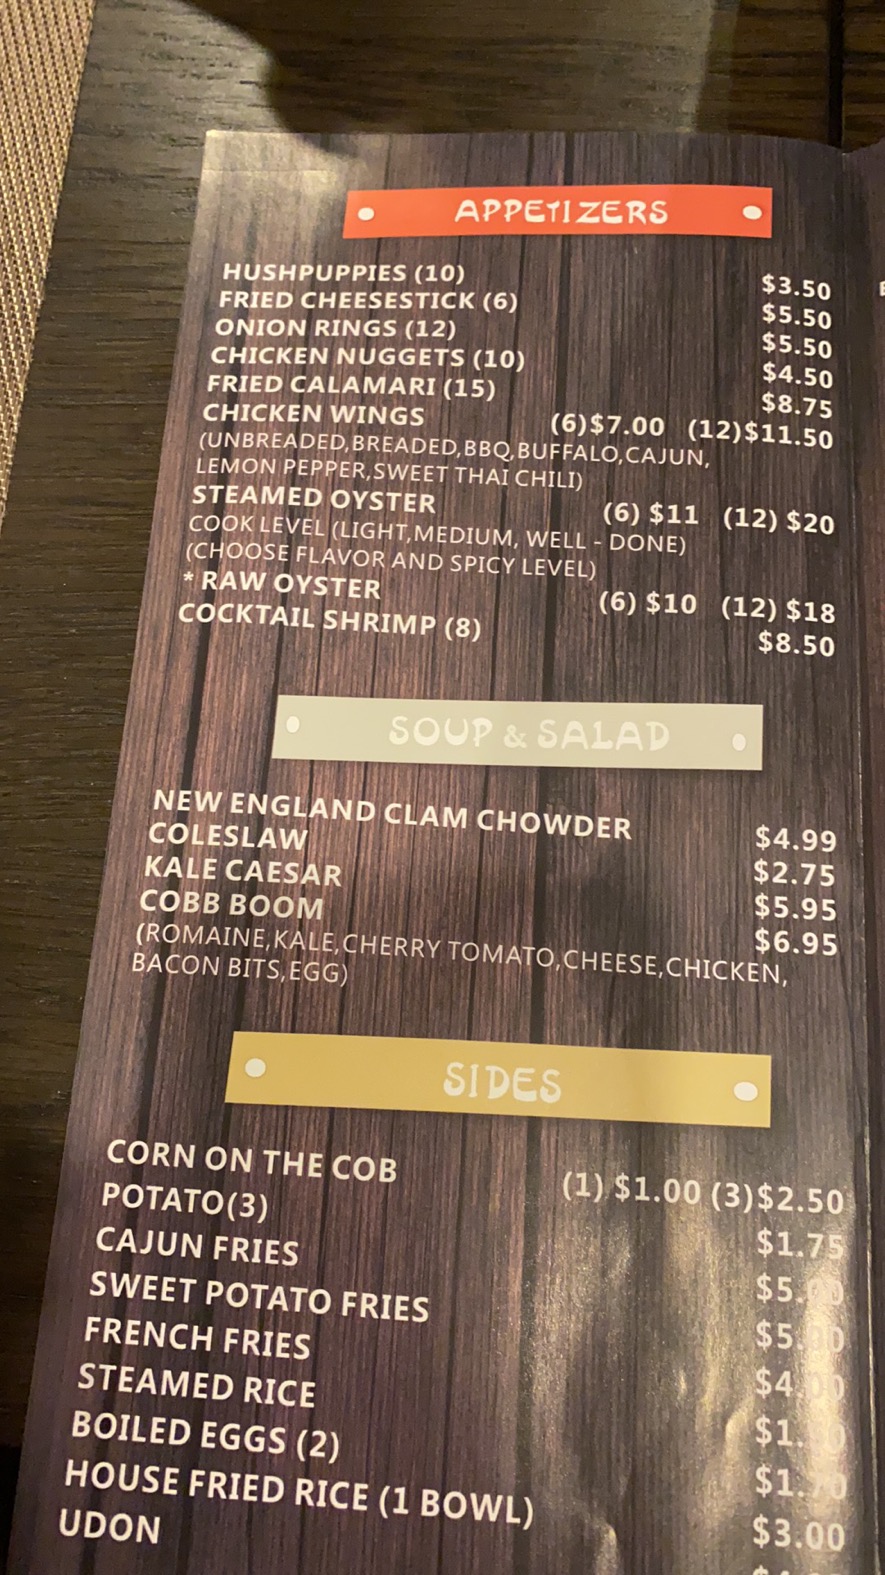 APPETIZERS
HUSHPUPPIES (10) $3.50
FRIED CHEESESTICK (6) $5.50
ONION RINGS (12) $5.50
CHICKEN NUGGETS (10) $4.50
FRIED CALAMARI (15) $8.75
CHICKEN WINGS (6)$7.00 (12)$11.50
(UNBREADED,BREADED,BBQ,BUFFALO,CAJUN,
LEMON PEPPER,SWEET THAI CHILI)
STEAMED OYSTER (6) $11 (12) $20
COOK LEVEL (LIGHT,MEDIUM, WELL - DONE)
(CHOOSE FLAVOR AND SPICY LEVEL)
* RAW OYSTER (6) $10 (12) $18
COCKTAIL SHRIMP (8) $8.50
SOUP & SALAD
NEW ENGLAND CLAM CHOWDER $4.99
COLESLAW $2.75
KALE CAESAR $5.95
COBB BOOM $6.95
(ROMAINE,KALE,CHERRY TOMATO,CHEESE,CHICKEN,
BACON BITS,EGG)
SIDES
CORN ON THE COB (1) $1.00 (3)$2.50
POTATO(3) $1.75
CAJUN FRIES $5.00
SWEET POTATO FRIES $5.00
FRENCH FRIES $4.00
STEAMED RICE
BOILED EGGS (2)
HOUSE FRIED RICE (1 BOWL) $3.00
UDON